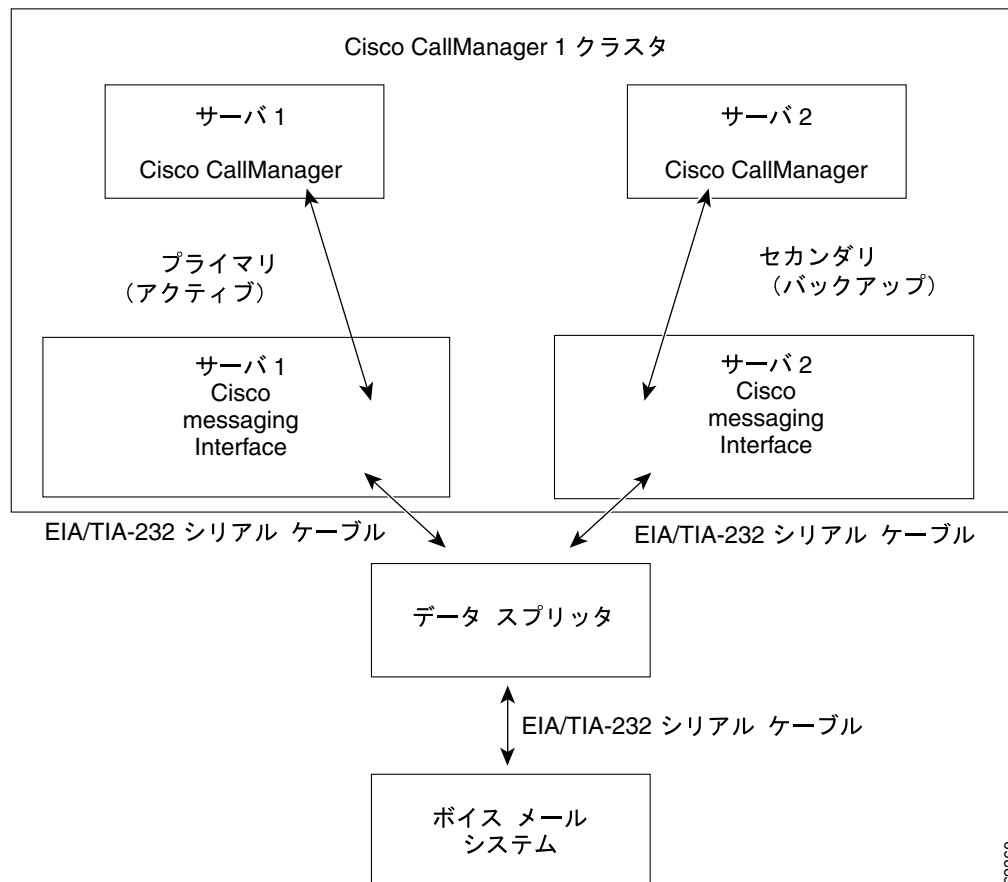 Cisco CallManager 1 クラスタ
サーバ 1
Cisco CallManager
サーバ 2
Cisco CallManager
プライマリ
（アクティブ）
セカンダリ
（バックアップ）
サーバ 1
Cisco
messaging
Interface
サーバ 2
Cisco
messaging
Interface
EIA/TIA-232 シリアル ケーブル
EIA/TIA-232 シリアル ケーブル
データ スプリッタ
EIA/TIA-232 シリアル ケーブル
ボイス メール
システム